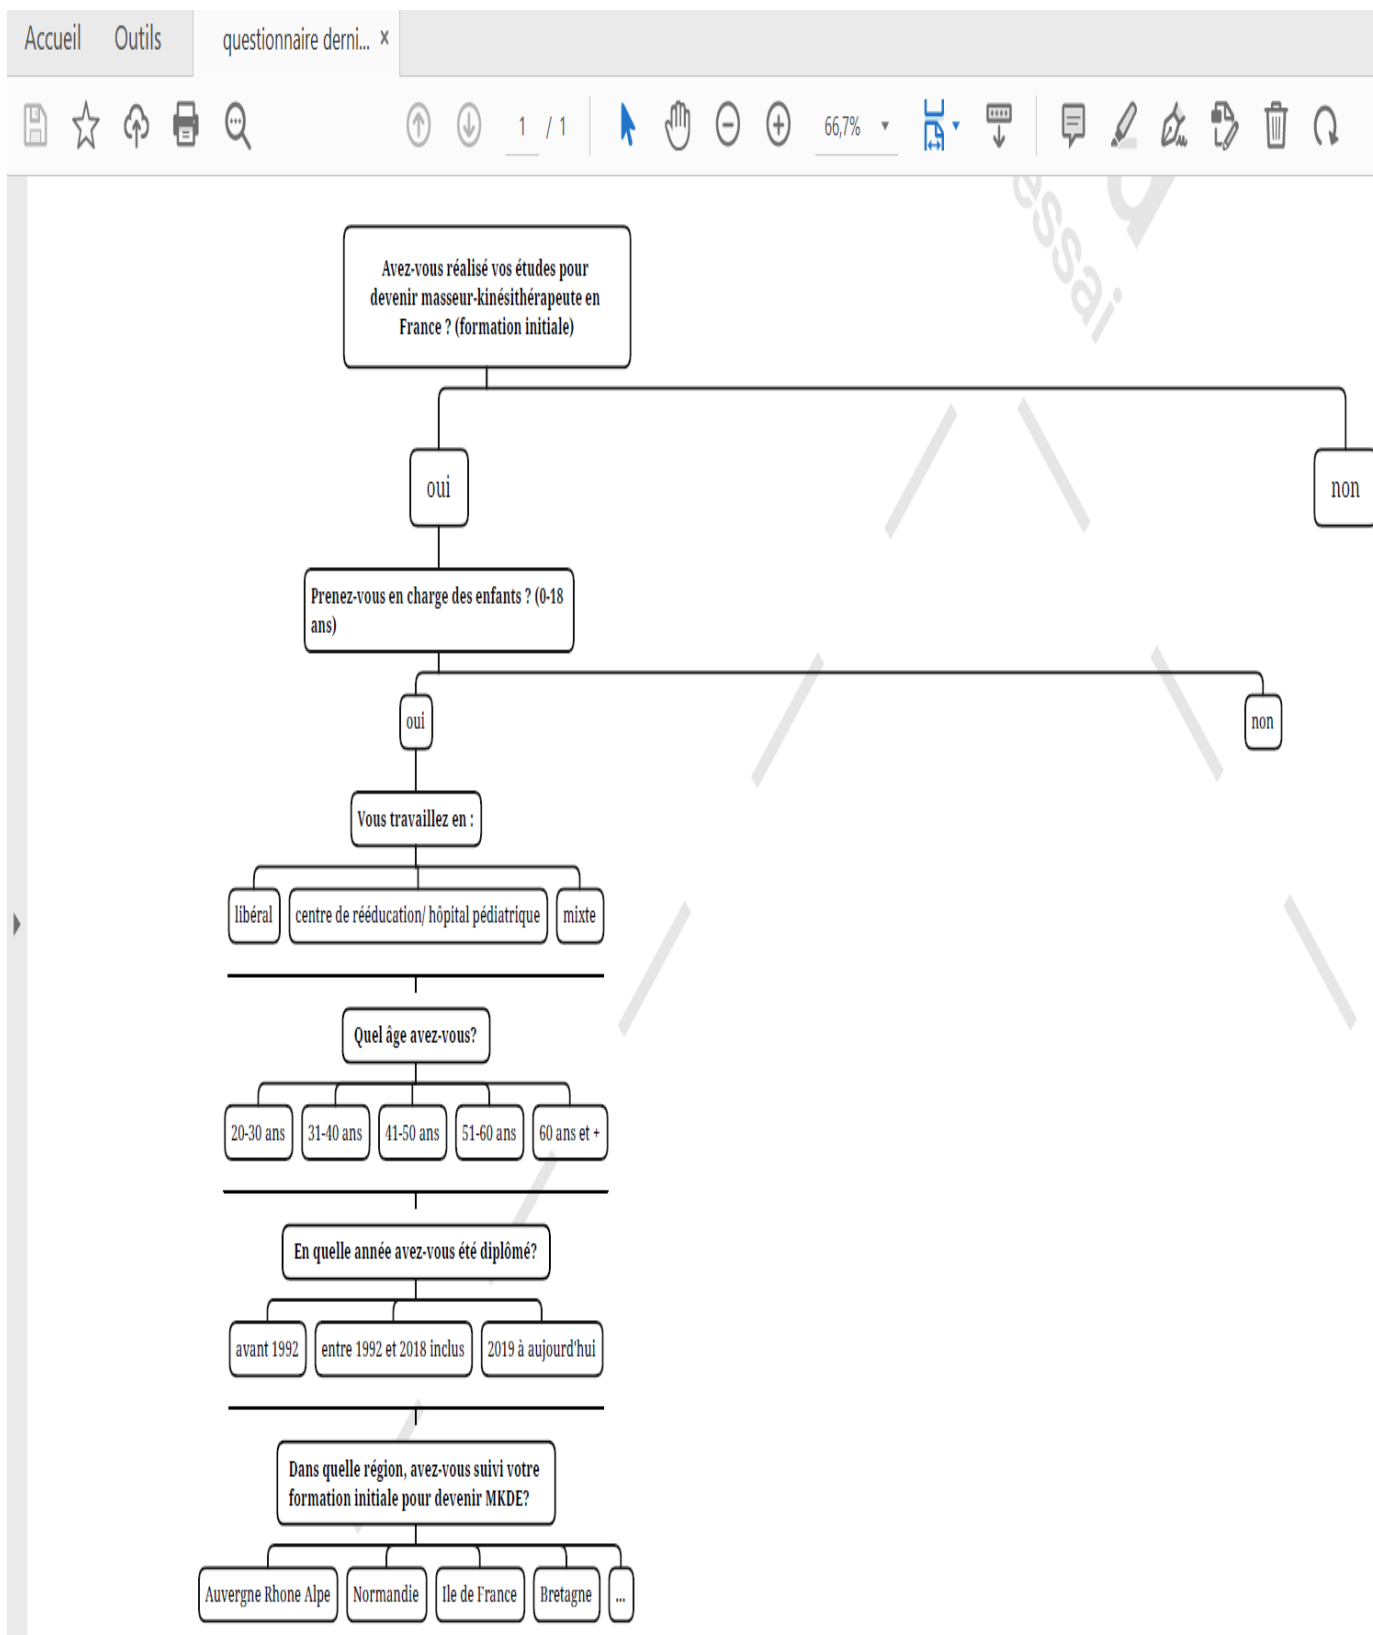 Accueil Outils questionnaire derni... ×
1 / 1 66,7%
essai
Avez-vous réalisé vos études pour
devenir masseur-kinésithérapeute en
France ? (formation initiale)
oui non
Prenez-vous en charge des enfants ? (0-18
ans)
oui non
Vous travaillez en :
libéral centre de rééducation/ hôpital pédiatrique mixte
Quel âge avez-vous?
20-30 ans 31-40 ans 41-50 ans 51-60 ans 60 ans et +
En quelle année avez-vous été diplômé?
avant 1992 entre 1992 et 2018 inclus 2019 à aujourd'hui
Dans quelle région, avez-vous suivi votre
formation initiale pour devenir MKDE?
Auvergne Rhone Alpe Normandie Ile de France Bretagne ...